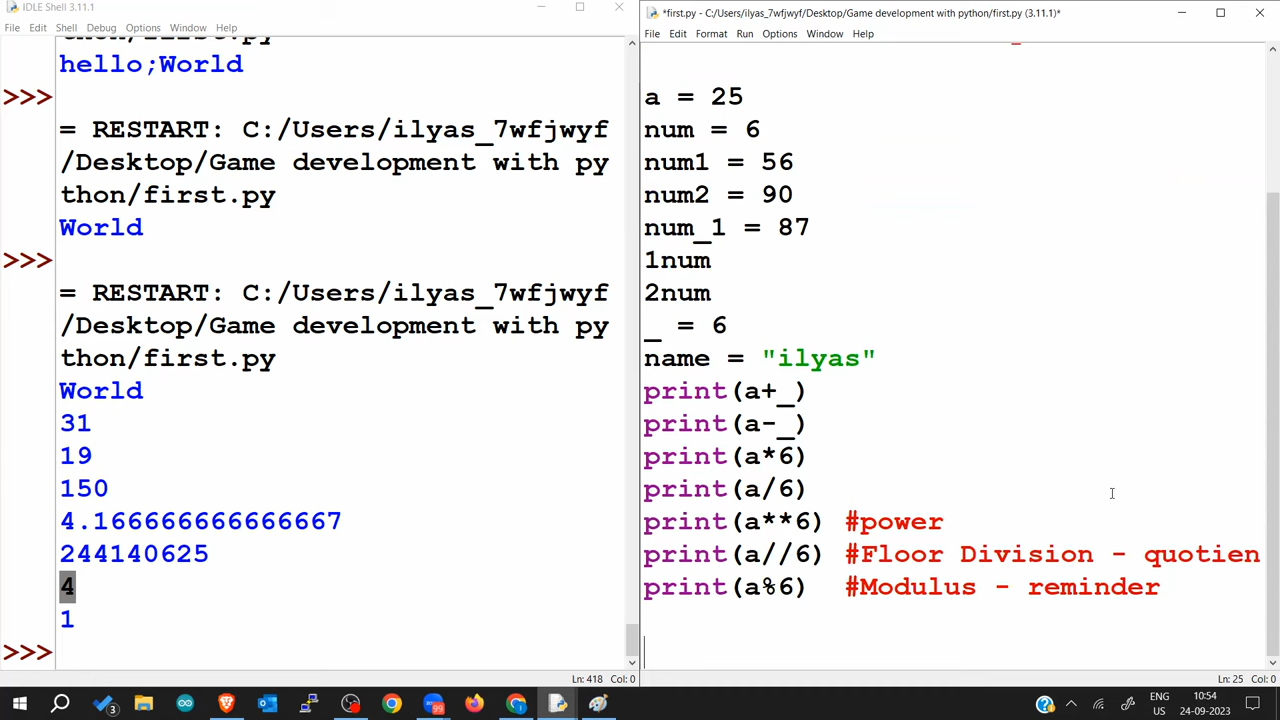 IDLE Shell 3.11.1
File Edit Shell Debug Options Window Help
hello;World
>>>
= RESTART: C:/Users/ilyas_7wfjwyf
/Desktop/Game development with py
thon/first.py
World
>>>
= RESTART: C:/Users/ilyas_7wfjwyf
/Desktop/Game development with py
thon/first.py
World
31
19
150
4.166666666666667
244140625
4
1
>>>
Ln: 418 Col: 0
*first.py - C:/Users/ilyas_7wfjwyf/Desktop/Game development with python/first.py (3.11.1)*
File Edit Format Run Options Window Help
a = 25
num = 6
num1 = 56
num2 = 90
num_1 = 87
1num
2num
_ = 6
name = "ilyas"
print(a+_)
print(a-_)
print(a*6)
print(a/6)
print(a**6) #power
print(a//6) #Floor Division - quotien
print(a%6) #Modulus - reminder
Ln: 25 Col: 0
3
99
ENG
US
10:54
24-09-2023